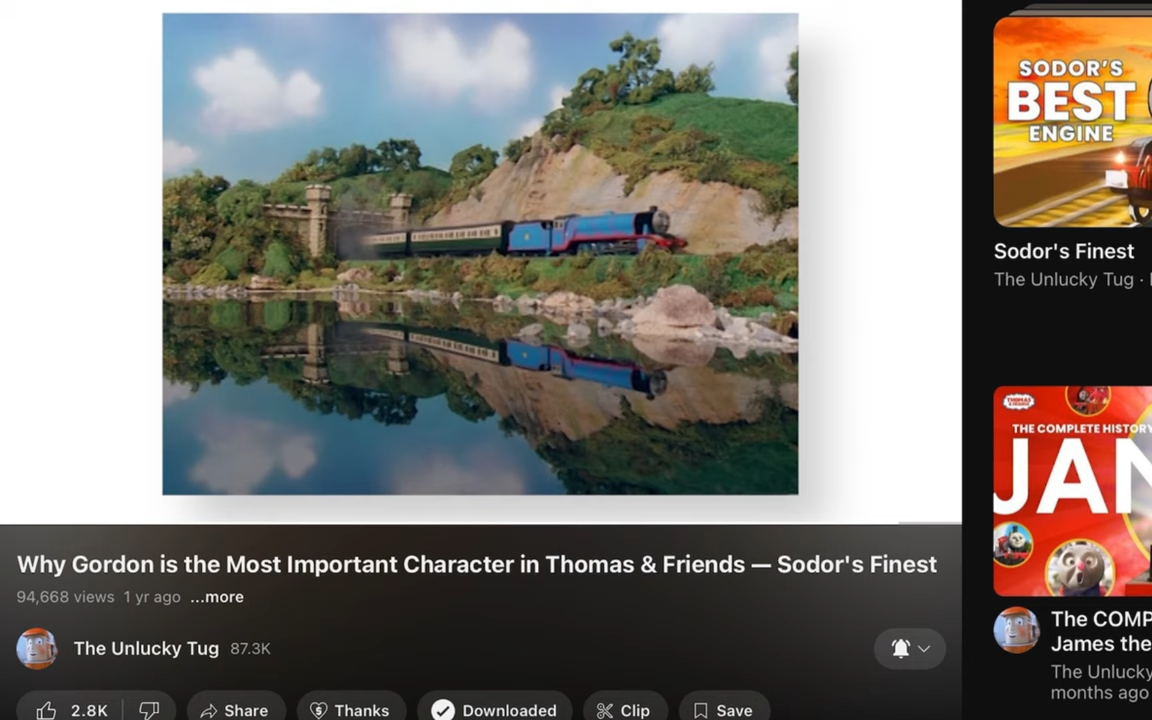 Why Gordon is the Most Important Character in Thomas & Friends — Sodor's Finest
94,668 views 1 yr ago ...more
The Unlucky Tug 87.3K
2.8K Share Thanks Downloaded Clip Save
SODOR'S
BEST
ENGINE
Sodor's Finest
The Unlucky Tug ·
THOMAS
& FRIENDS
THE COMPLETE HISTORY
JAN
The COMP
James the
The Unlucky
months ago